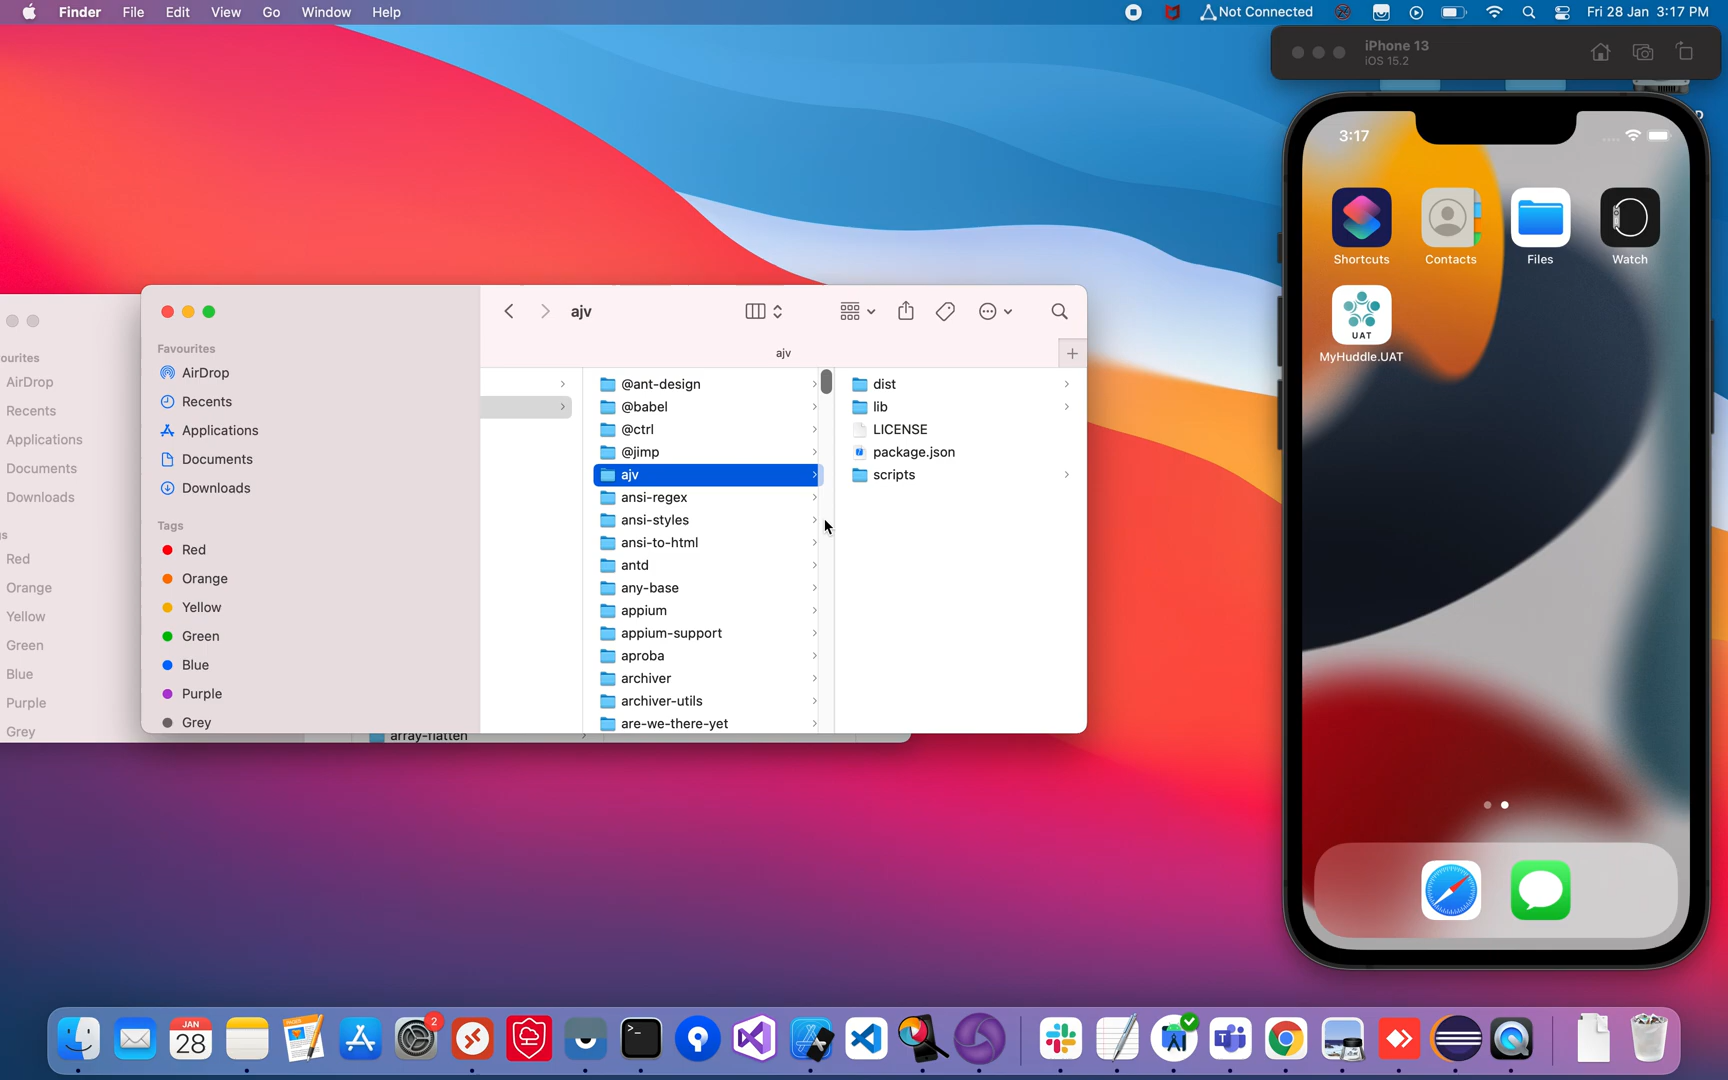 Finder File Edit View Go Window Help
Not Connected
Fri 28 Jan 3:17 PM
iPhone 13
iOS 15.2
3:17
Shortcuts
Contacts
Files
Watch
UAT
MyHuddle.UAT
ourites
AirDrop
Recents
Applications
Documents
Downloads
s
Red
Orange
Yellow
Green
Blue
Purple
Grey
Favourites
AirDrop
Recents
Applications
Documents
Downloads
Tags
Red
Orange
Yellow
Green
Blue
Purple
Grey
ajv
ajv
@ant-design
@babel
@ctrl
@jimp
ajv
ansi-regex
ansi-styles
ansi-to-html
antd
any-base
appium
appium-support
aproba
archiver
archiver-utils
are-we-there-yet
dist
lib
LICENSE
package.json
scripts
array-flatten
JAN
28
PAGES
2